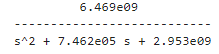 6.469e09
--------------------------
s^2 + 7.462e05 s + 2.953e09